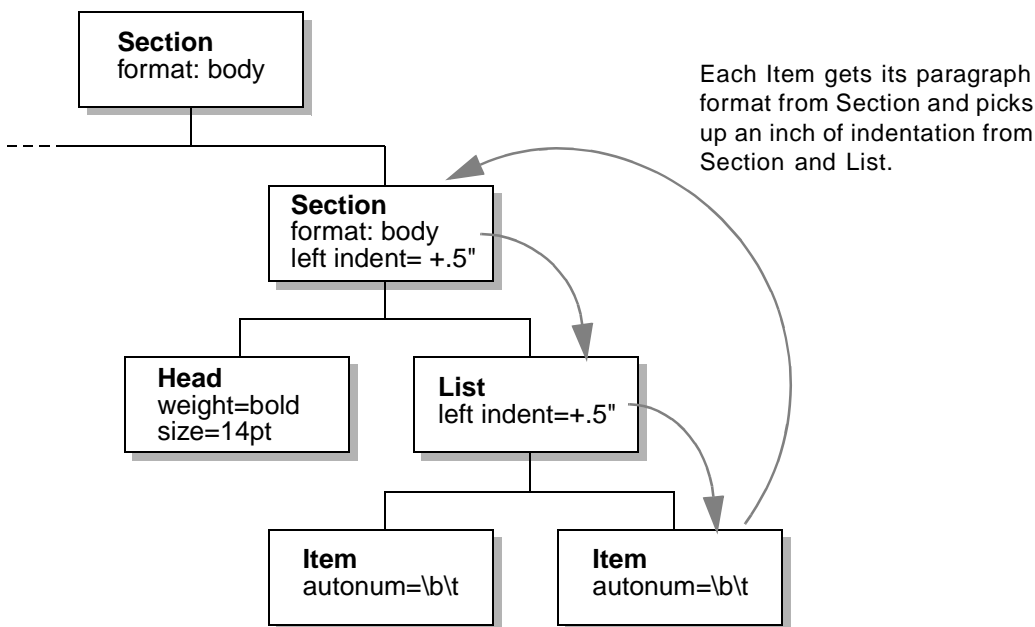 Section
format: body
Each Item gets its paragraph
format from Section and picks
up an inch of indentation from
Section and List.
Section
format: body
left indent= +.5"
Head
weight=bold
size=14pt
List
left indent=+.5"
Item
autonum=\b\t
Item
autonum=\b\t